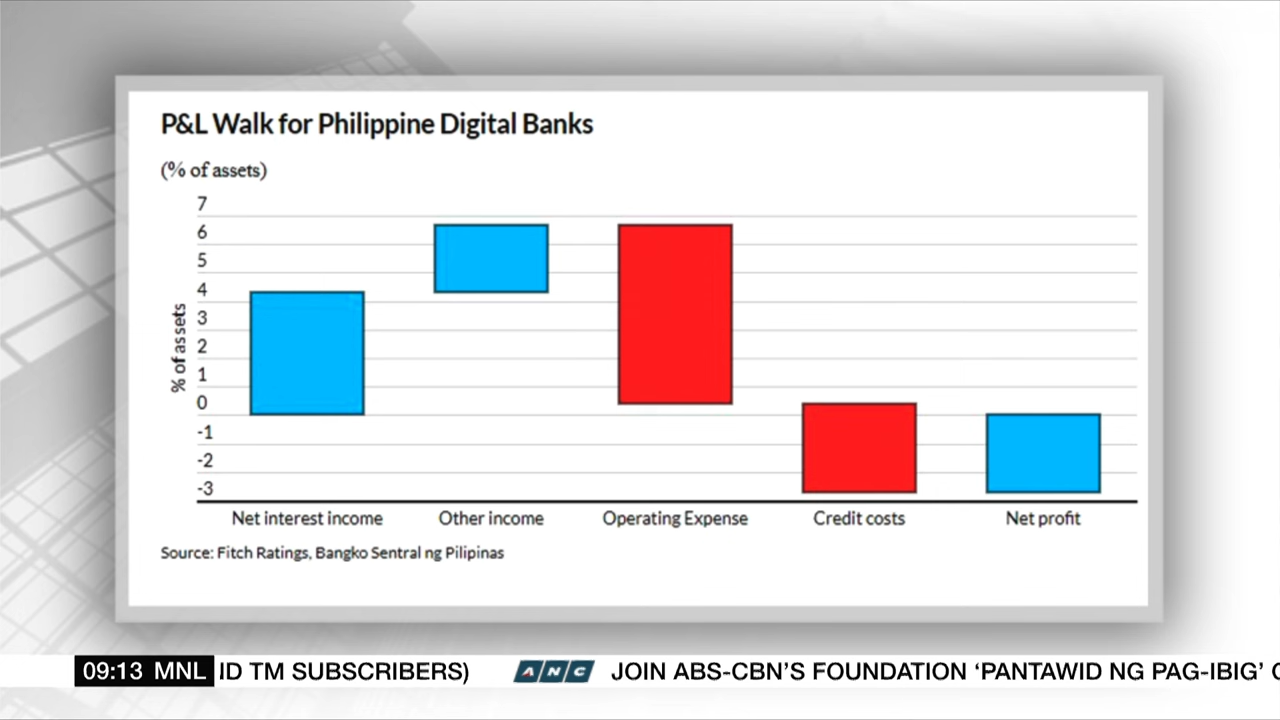 P&L Walk for Philippine Digital Banks
(% of assets)
% of assets
7
6
5
4
3
2
1
0
-1
-2
-3
Net interest income Other income Operating Expense Credit costs Net profit
Source: Fitch Ratings, Bangko Sentral ng Pilipinas
09:13 MNL ID TM SUBSCRIBERS) ANC JOIN ABS-CBN'S FOUNDATION ‘PANTAWID NG PAG-IBIG’